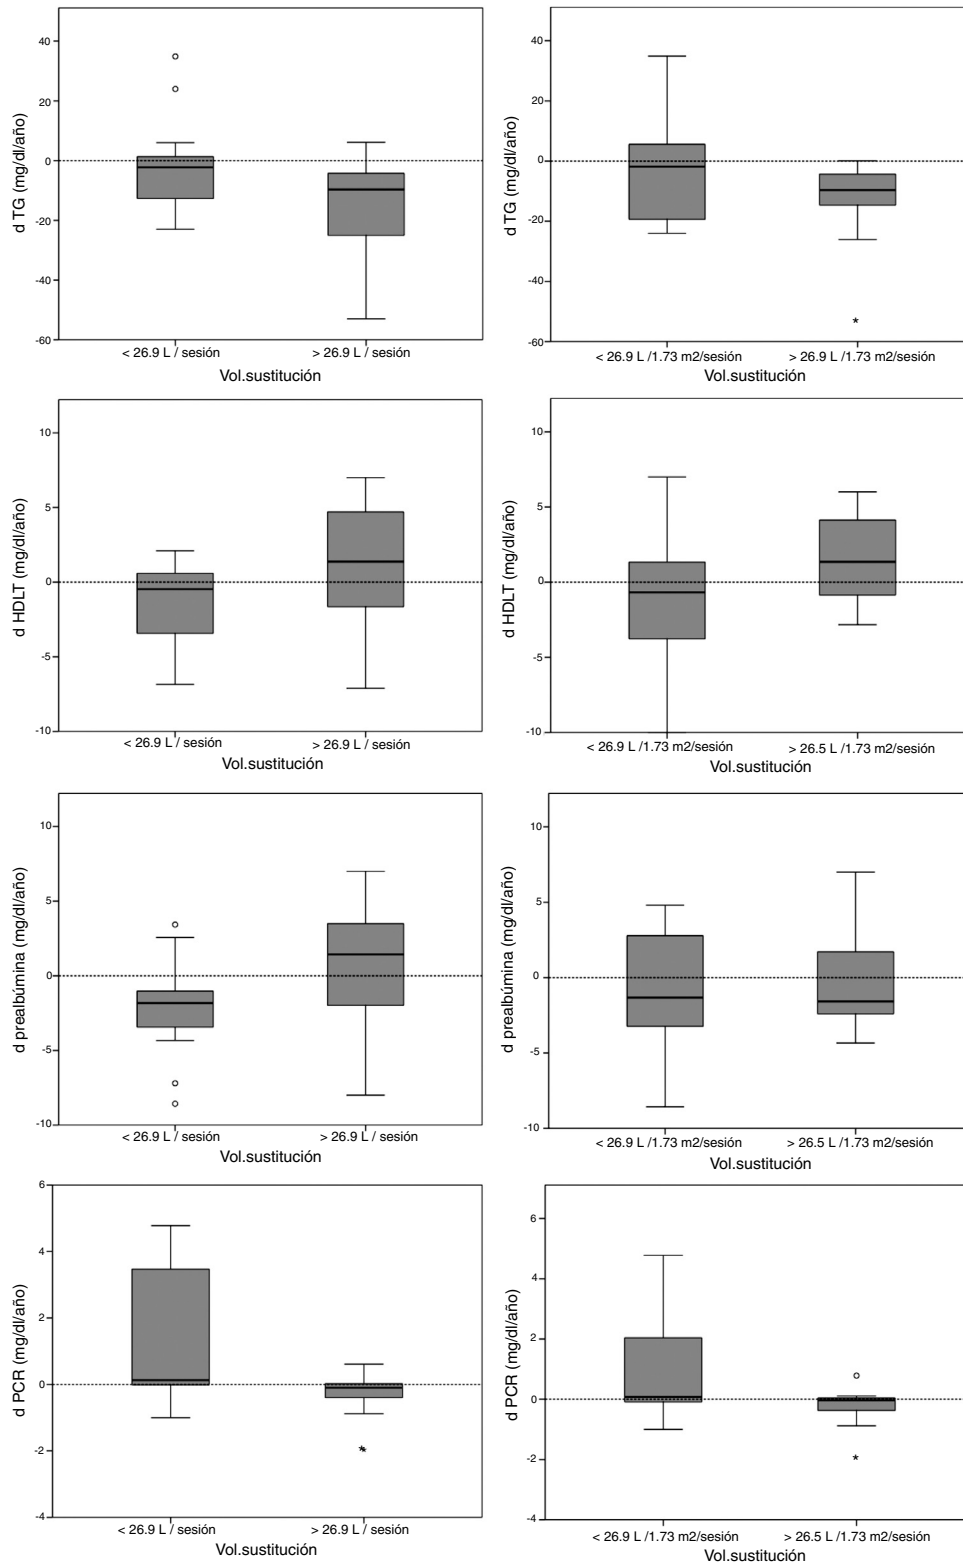 40
20
0
-20
-40
-60
d TG (mg/dl/año)
< 26.9 L / sesión
> 26.9 L / sesión
Vol.sustitución
40
20
0
-20
-40
-60
d TG (mg/dl/año)
< 26.9 L /1.73 m2/sesión
> 26.9 L /1.73 m2/sesión
Vol.sustitución
10
5
0
-5
-10
d HDLT (mg/dl/año)
< 26.9 L / sesión
> 26.9 L / sesión
Vol.sustitución
10
5
0
-5
-10
d HDLT (mg/dl/año)
< 26.9 L /1.73 m2/sesión
> 26.5 L /1.73 m2/sesión
Vol.sustitución
10
5
0
-5
-10
d prealbúmina (mg/dl/año)
< 26.9 L / sesión
> 26.9 L / sesión
Vol.sustitución
10
5
0
-5
-10
d prealbúmina (mg/dl/año)
< 26.9 L /1.73 m2/sesión
> 26.5 L /1.73 m2/sesión
Vol.sustitución
6
4
2
0
-2
-4
d PCR (mg/dl/año)
< 26.9 L / sesión
> 26.9 L / sesión
Vol.sustitución
6
4
2
0
-2
-4
d PCR (mg/dl/año)
< 26.9 L /1.73 m2/sesión
> 26.5 L /1.73 m2/sesión
Vol.sustitución